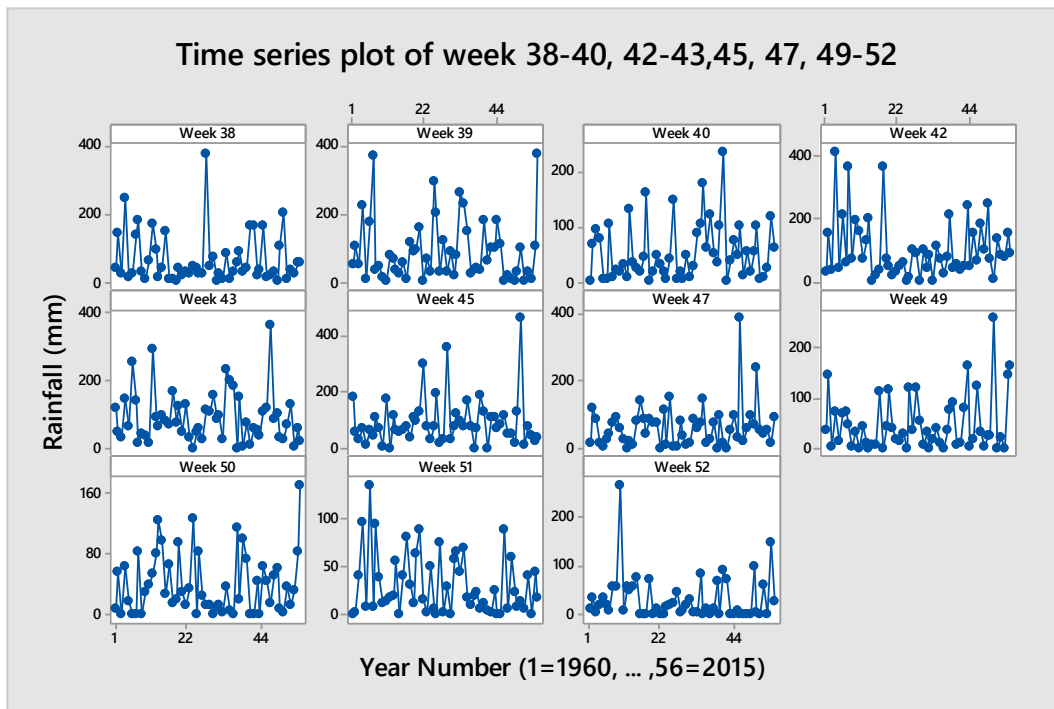 Time series plot of week 38-40, 42-43,45, 47, 49-52
1 22 44 1 22 44
Week 38 Week 39 Week 40 Week 42
400 400 200 400
200 200 100 200
0 0 0 0
Week 43 Week 45 Week 47 Week 49
400 400 400 200
200 200 200 100
0 0 0 0
Week 50 Week 51 Week 52
160 100 200
80 50 100
0 0 0
1 22 44 1 22 44
Rainfall (mm)
Year Number (1=1960, ... ,56=2015)